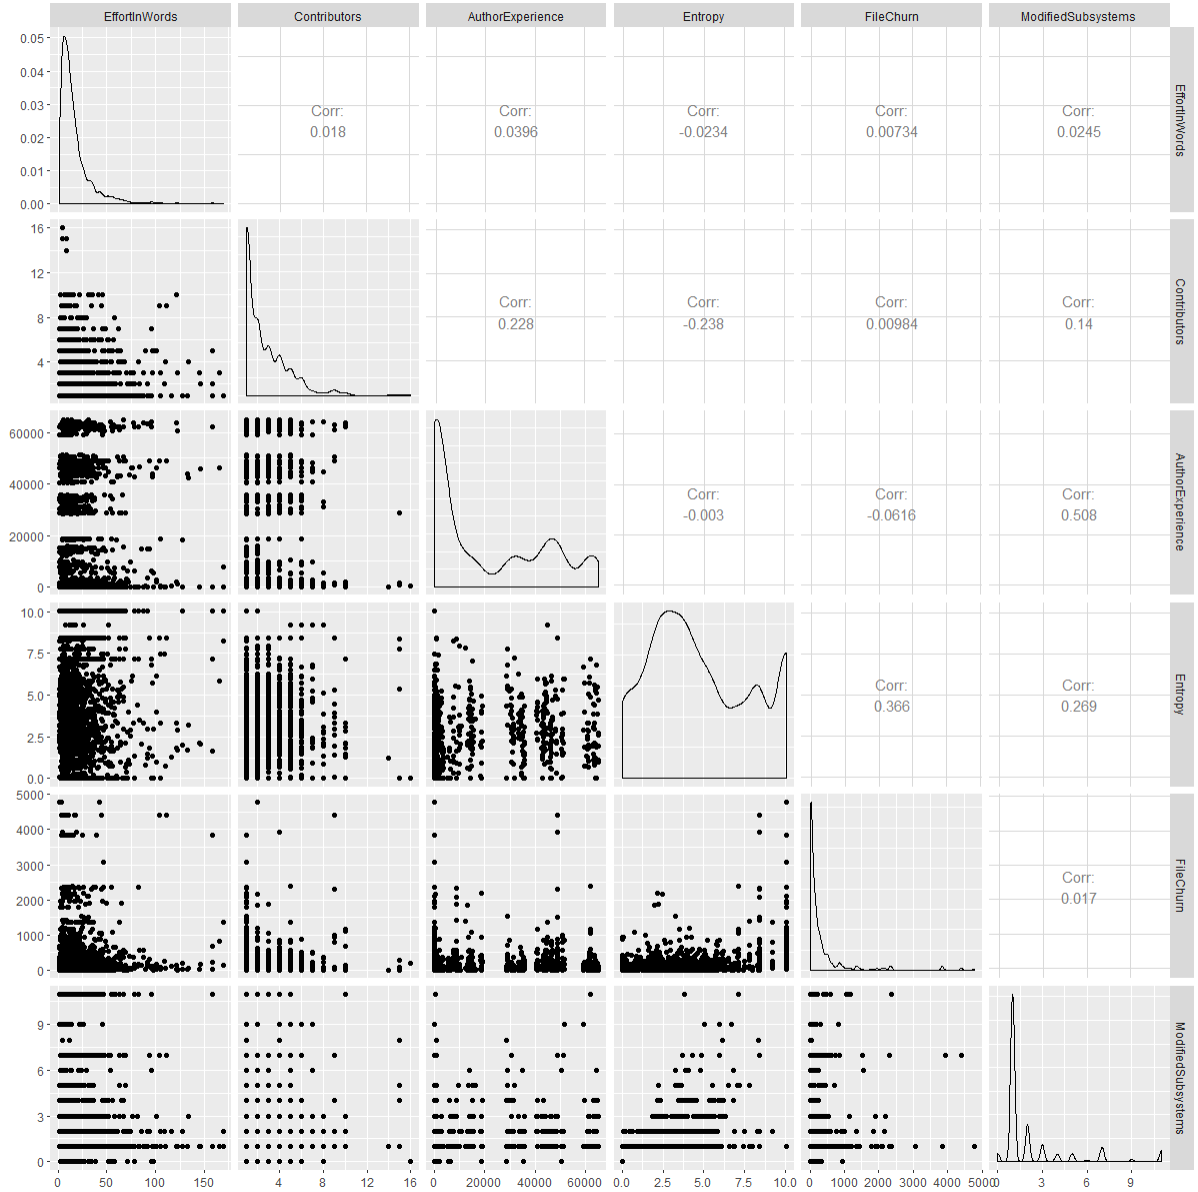 EffortInWords Contributors AuthorExperience Entropy FileChurn ModifiedSubsystems
0.05
0.04
0.03
0.02
0.01
0.00
Corr:
0.018
Corr:
0.0396
Corr:
-0.0234
Corr:
0.00734
Corr:
0.0245
EffortInWords
16
12
8
4
Corr:
0.228
Corr:
-0.238
Corr:
0.00984
Corr:
0.14
Contributors
60000
40000
20000
0
Corr:
-0.003
Corr:
-0.0616
Corr:
0.508
AuthorExperience
10.0
7.5
5.0
2.5
0.0
Corr:
0.366
Corr:
0.269
Entropy
5000
4000
3000
2000
1000
0
Corr:
0.017
FileChurn
9
6
3
0
ModifiedSubsystems
0 50 100 150 4 8 12 16 0 20000 40000 60000 0.0 2.5 5.0 7.5 10.0 0 1000 2000 3000 4000 5000 0 3 6 9